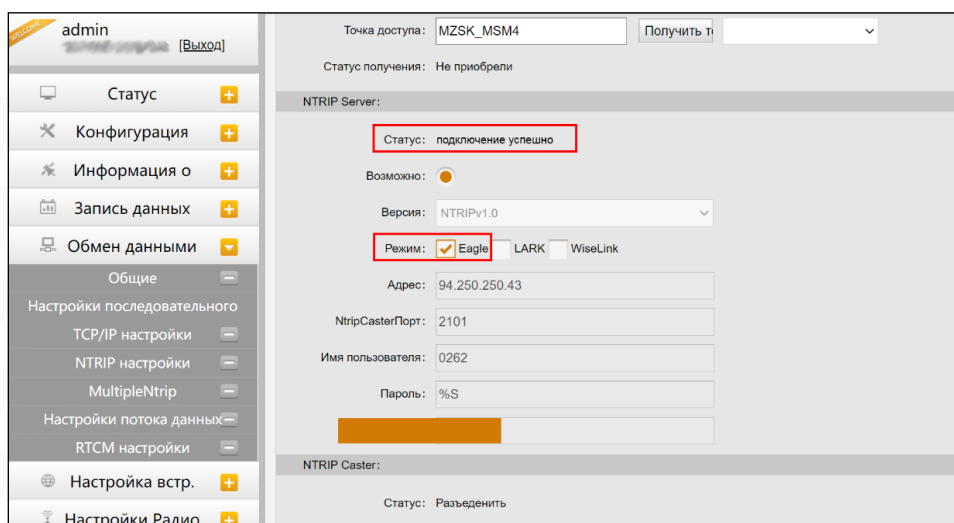 WELCOME
admin
[Выход]
Статус
Конфигурация
Информация о
Запись данных
Обмен данными
Общие
Настройки последовательного
TCP/IP настройки
NTRIP настройки
MultipleNtrip
Настройки потока данных
RTCM настройки
Настройка встр.
Настройки Радио
Точка доступа: MZSK_MSM4 Получить т
Статус получения: Не приобрели
NTRIP Server:
Статус: подключение успешно
Возможно:
Версия: NTRIPv1.0
Режим: Eagle LARK WiseLink
Адрес: 94.250.250.43
NtripCasterПорт: 2101
Имя пользователя: 0262
Пароль: %S
NTRIP Caster:
Статус: Разъеденить